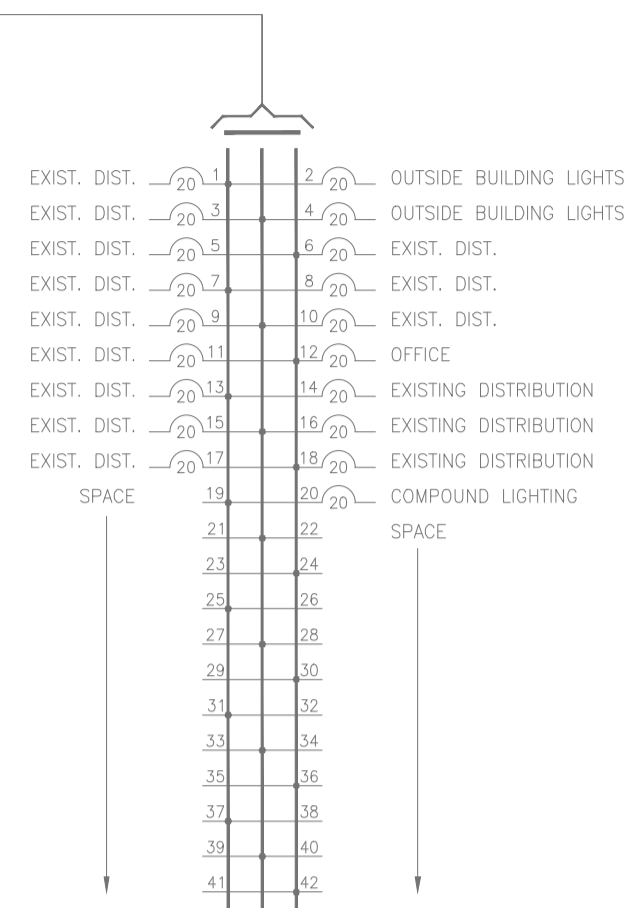 EXIST. DIST. 20 1 2 20 OUTSIDE BUILDING LIGHTS
EXIST. DIST. 20 3 4 20 OUTSIDE BUILDING LIGHTS
EXIST. DIST. 20 5 6 20 EXIST. DIST.
EXIST. DIST. 20 7 8 20 EXIST. DIST.
EXIST. DIST. 20 9 10 20 EXIST. DIST.
EXIST. DIST. 20 11 12 20 OFFICE
EXIST. DIST. 20 13 14 20 EXISTING DISTRIBUTION
EXIST. DIST. 20 15 16 20 EXISTING DISTRIBUTION
EXIST. DIST. 20 17 18 20 EXISTING DISTRIBUTION
SPACE 19 20 20 COMPOUND LIGHTING
21 22 SPACE
23 24
25 26
27 28
29 30
31 32
33 34
35 36
37 38
39 40
41 42